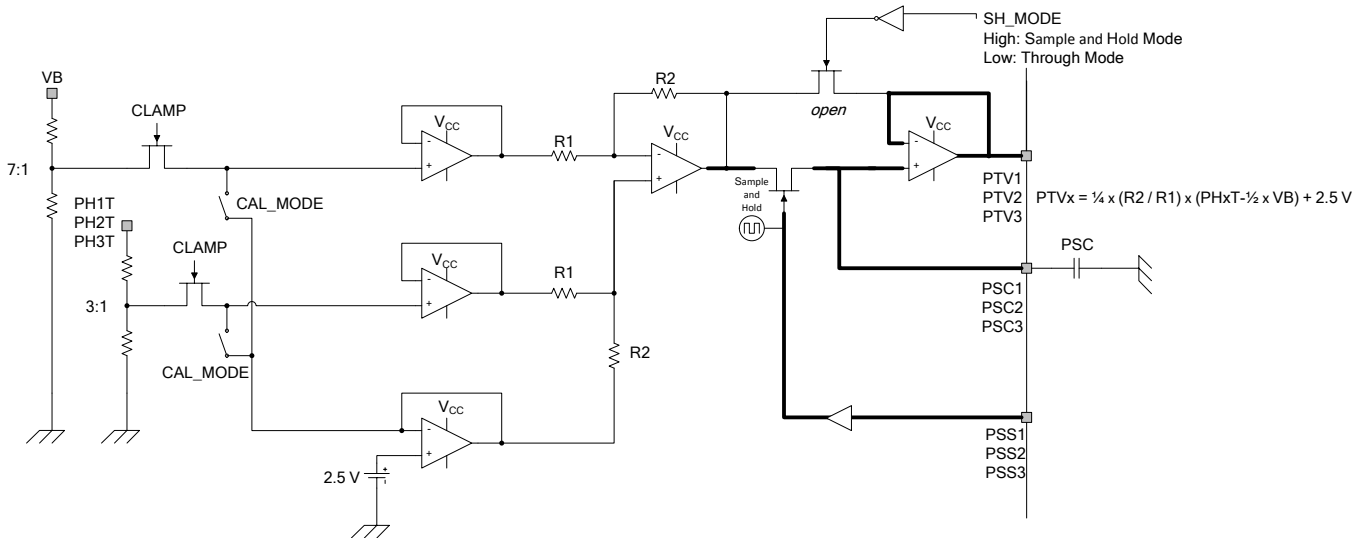 SH_MODE
High: Sample and Hold Mode
Low: Through Mode
VB
CLAMP
R2
open
VCC
VCC
VCC
R1
7:1
PH1T
PH2T
PH3T
CAL_MODE
Sample
and
Hold
PTV1
PTV2
PTV3
PTVx = ¼ x (R2 / R1) x (PHxT-½ x VB) + 2.5 V
CLAMP
VCC
R1
PSC
3:1
PSC1
PSC2
PSC3
R2
CAL_MODE
VCC
2.5 V
PSS1
PSS2
PSS3
+
-
-
+
-
+
-
+
-
+
-
+